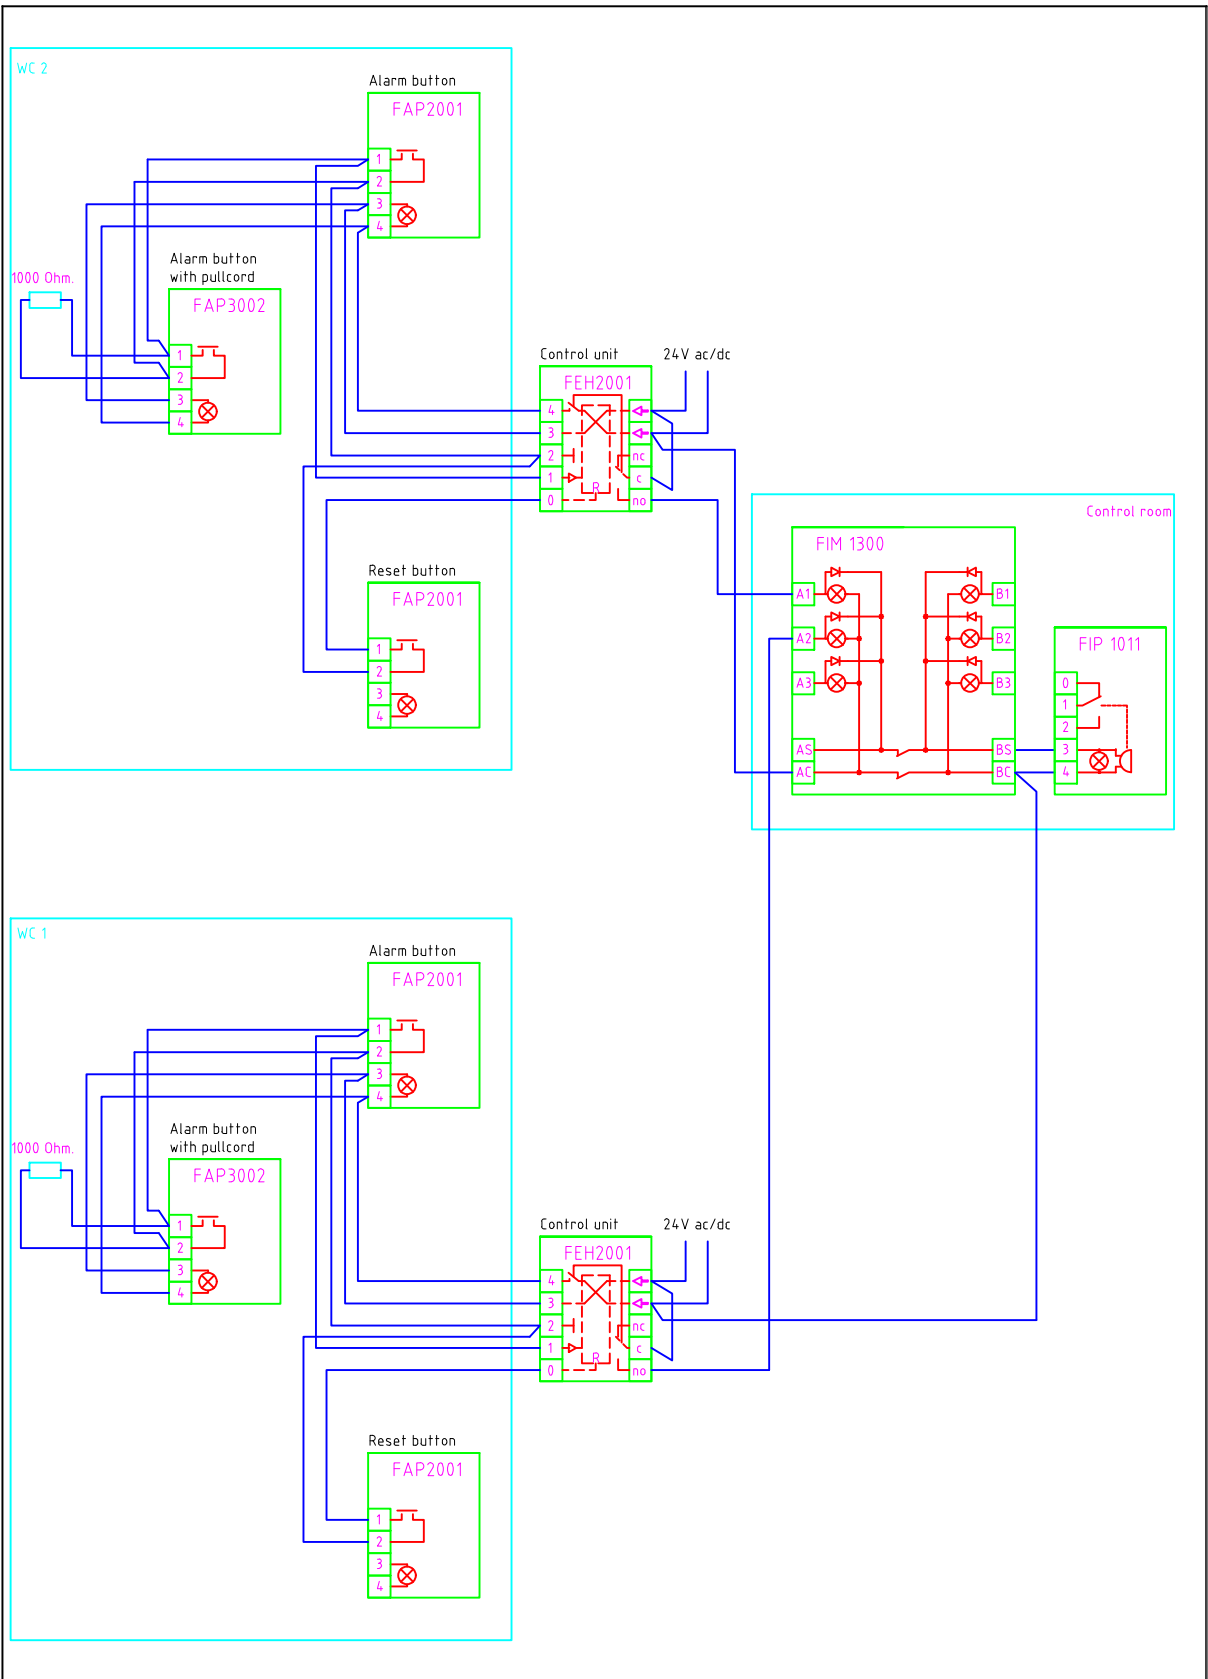 WC 2
Alarm button
FAP2001
1
2
3
4
1000 Ohm.
Alarm button
with pullcord
FAP3002
1
2
3
4
Control unit
24V ac/dc
FEH2001
4
3
2 nc
1 c
R
0 no
Reset button
FAP2001
1
2
3
4
Control room
FIM 1300
A1 B1
A2 B2
A3 B3
AS BS
AC BC
FIP 1011
0
1
2
3
4
WC 1
Alarm button
FAP2001
1
2
3
4
1000 Ohm.
Alarm button
with pullcord
FAP3002
1
2
3
4
Control unit
24V ac/dc
FEH2001
4
3
2 nc
1 c
R
0 no
Reset button
FAP2001
1
2
3
4